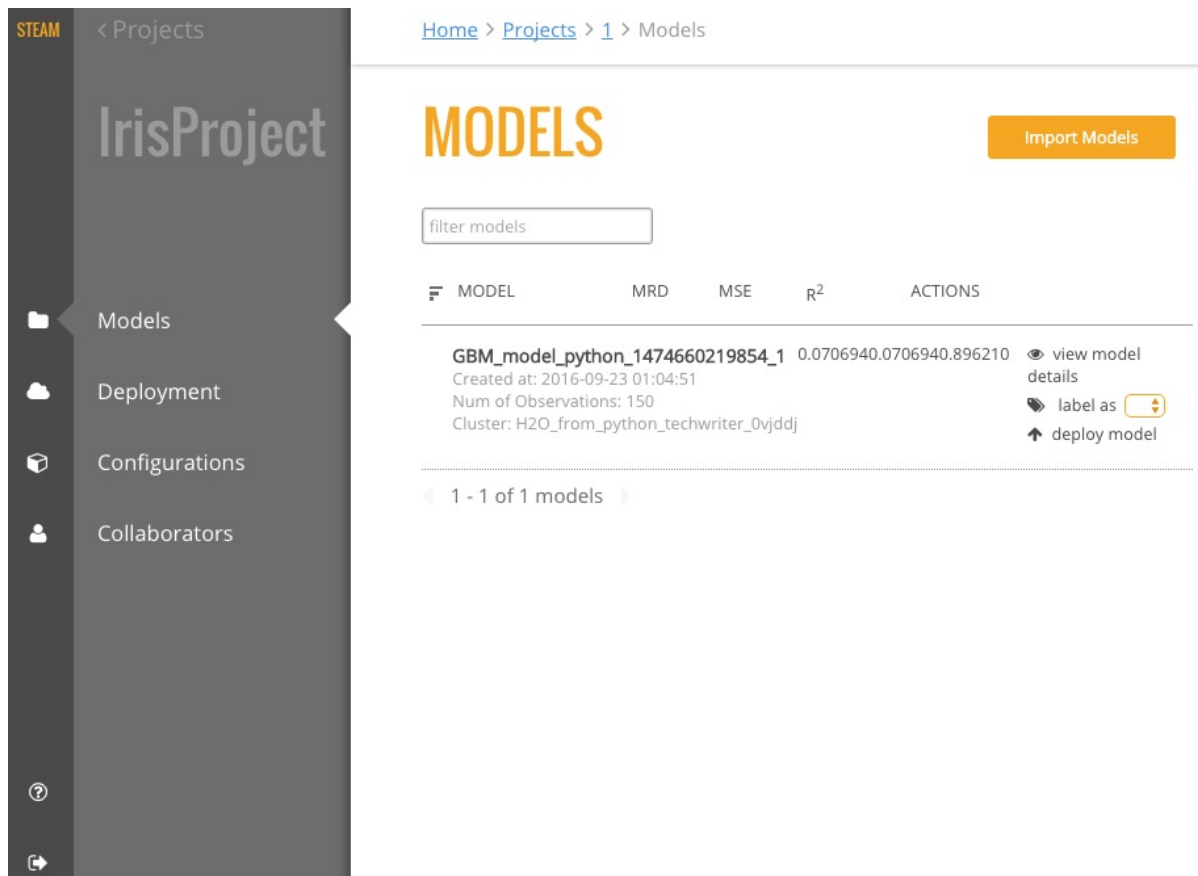 STEAM
< Projects
Home > Projects > 1 > Models
IrisProject
MODELS
Import Models
filter models
MODEL MRD MSE R² ACTIONS
Models
Deployment
Configurations
Collaborators
GBM_model_python_1474660219854_1 0.0706940.0706940.896210 view model
details
Created at: 2016-09-23 01:04:51
Num of Observations: 150
label as
Cluster: H2O_from_python_techwriter_0vjddj
deploy model
1 - 1 of 1 models